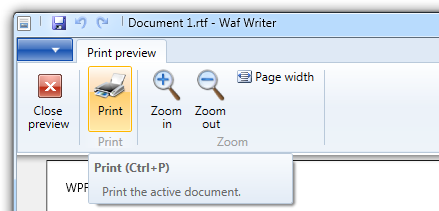 Document 1.rtf - Waf Writer
Print preview
Close preview
Print
Zoom in
Zoom out
Page width
Print
Zoom
Print (Ctrl+P)
Print the active document.